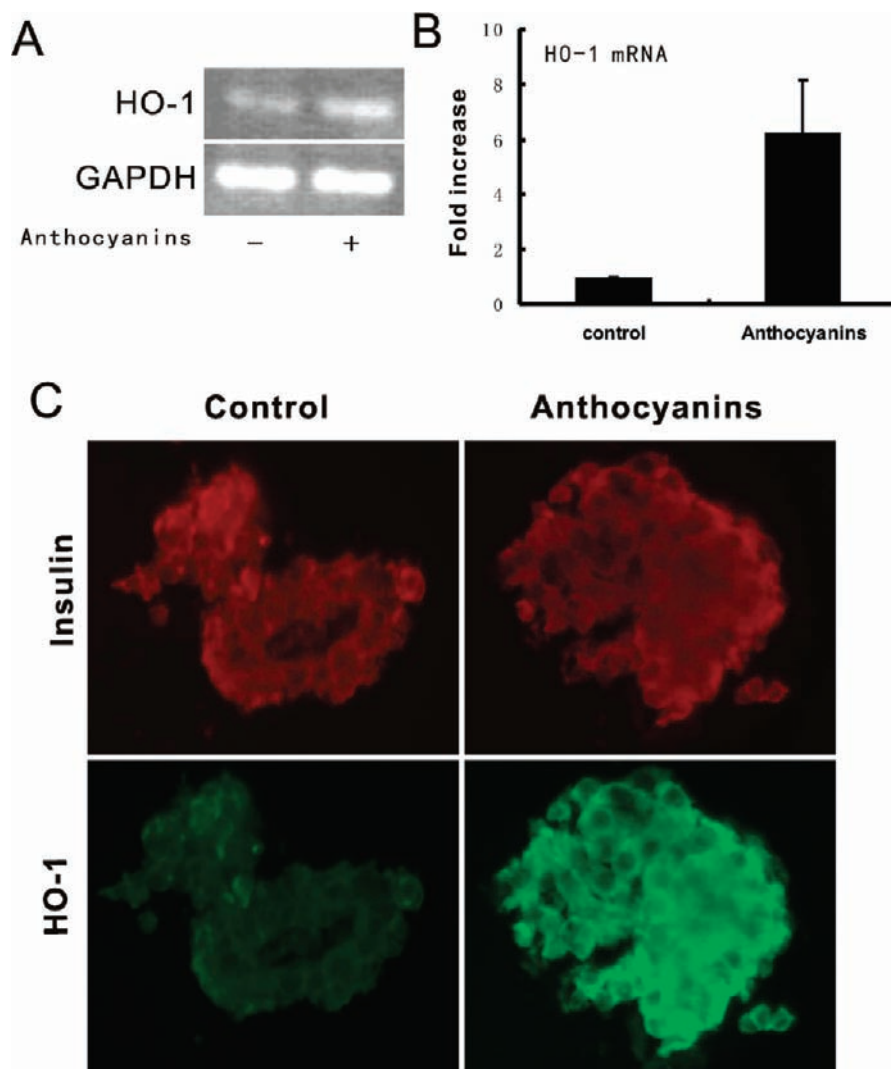 A
HO-1
GAPDH
Anthocyanins - +
B
HO-1 mRNA
Fold increase
10
8
6
4
2
0
control Anthocyanins
C
Control Anthocyanins
Insulin
HO-1